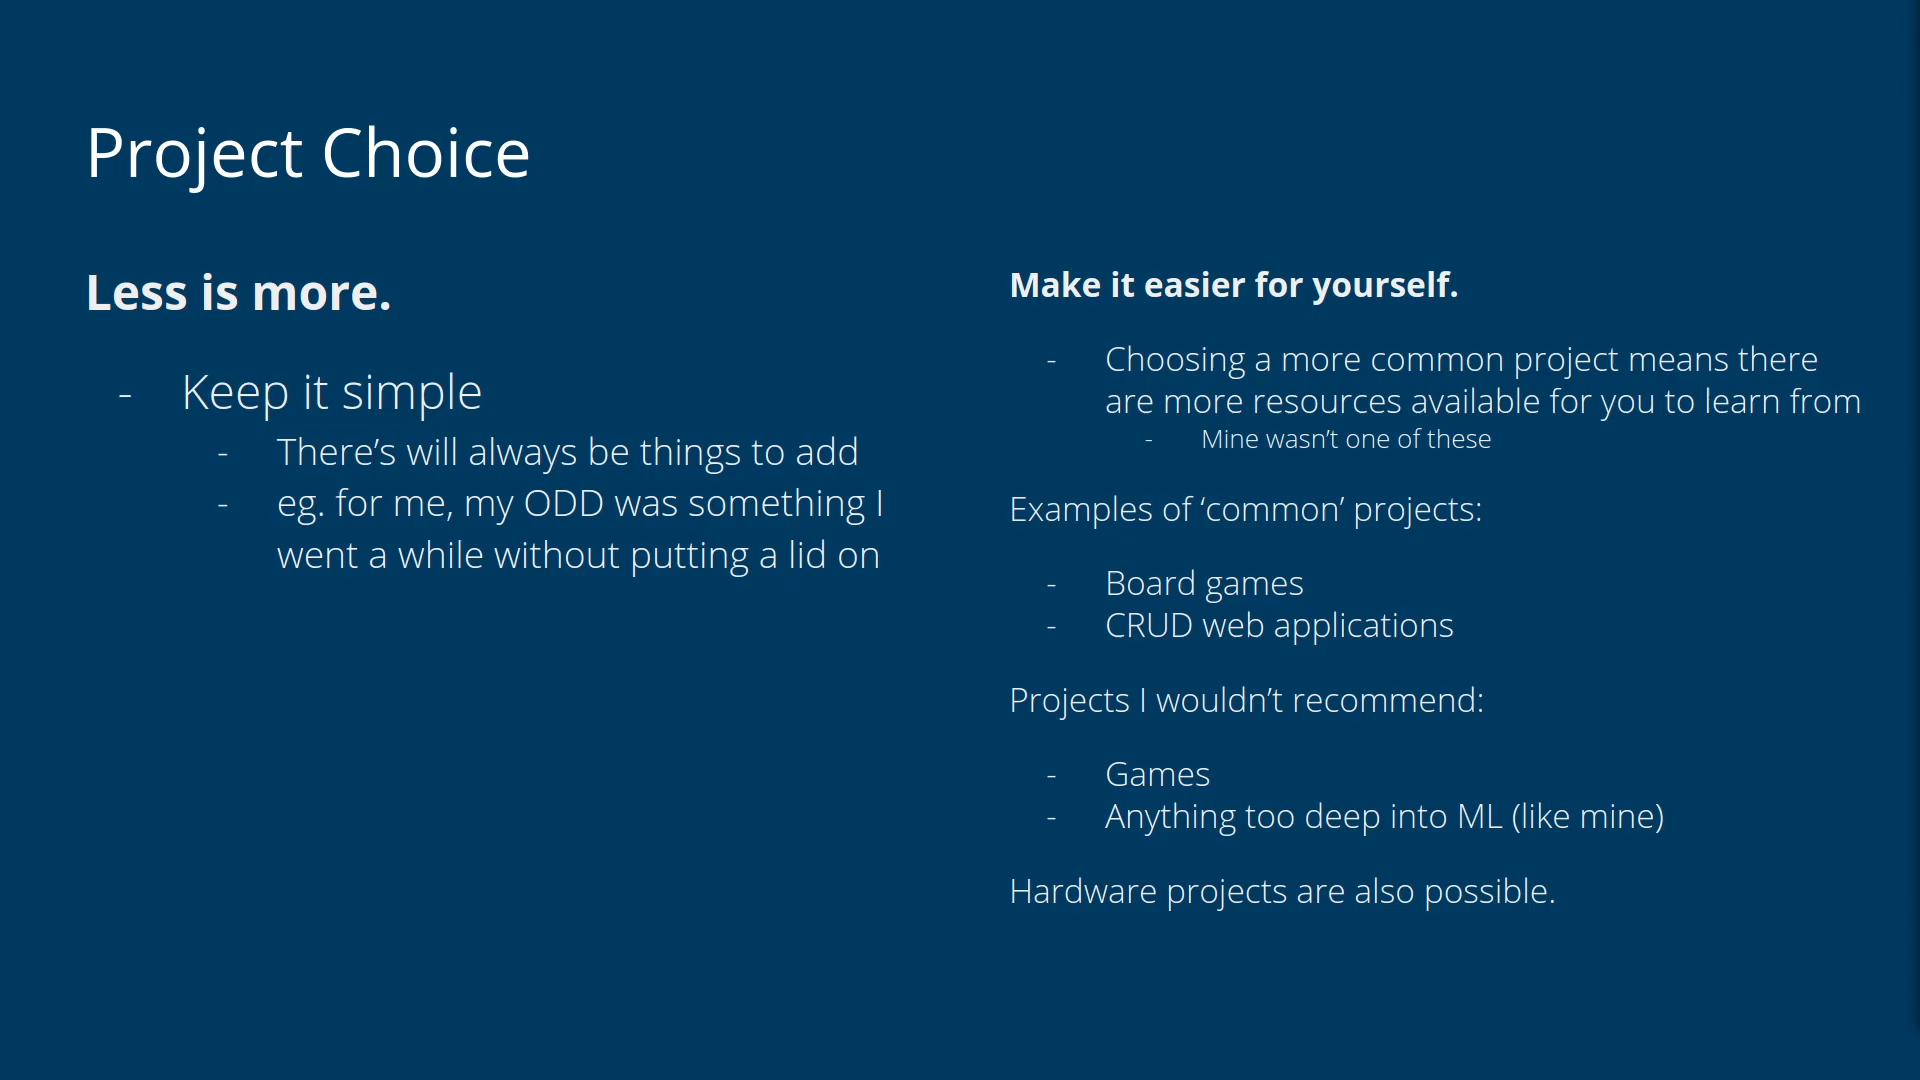 Project Choice
Less is more.
- Keep it simple
- There’s will always be things to add
- eg. for me, my ODD was something I
went a while without putting a lid on
Make it easier for yourself.
- Choosing a more common project means there
are more resources available for you to learn from
- Mine wasn’t one of these
Examples of ‘common’ projects:
- Board games
- CRUD web applications
Projects I wouldn’t recommend:
- Games
- Anything too deep into ML (like mine)
Hardware projects are also possible.